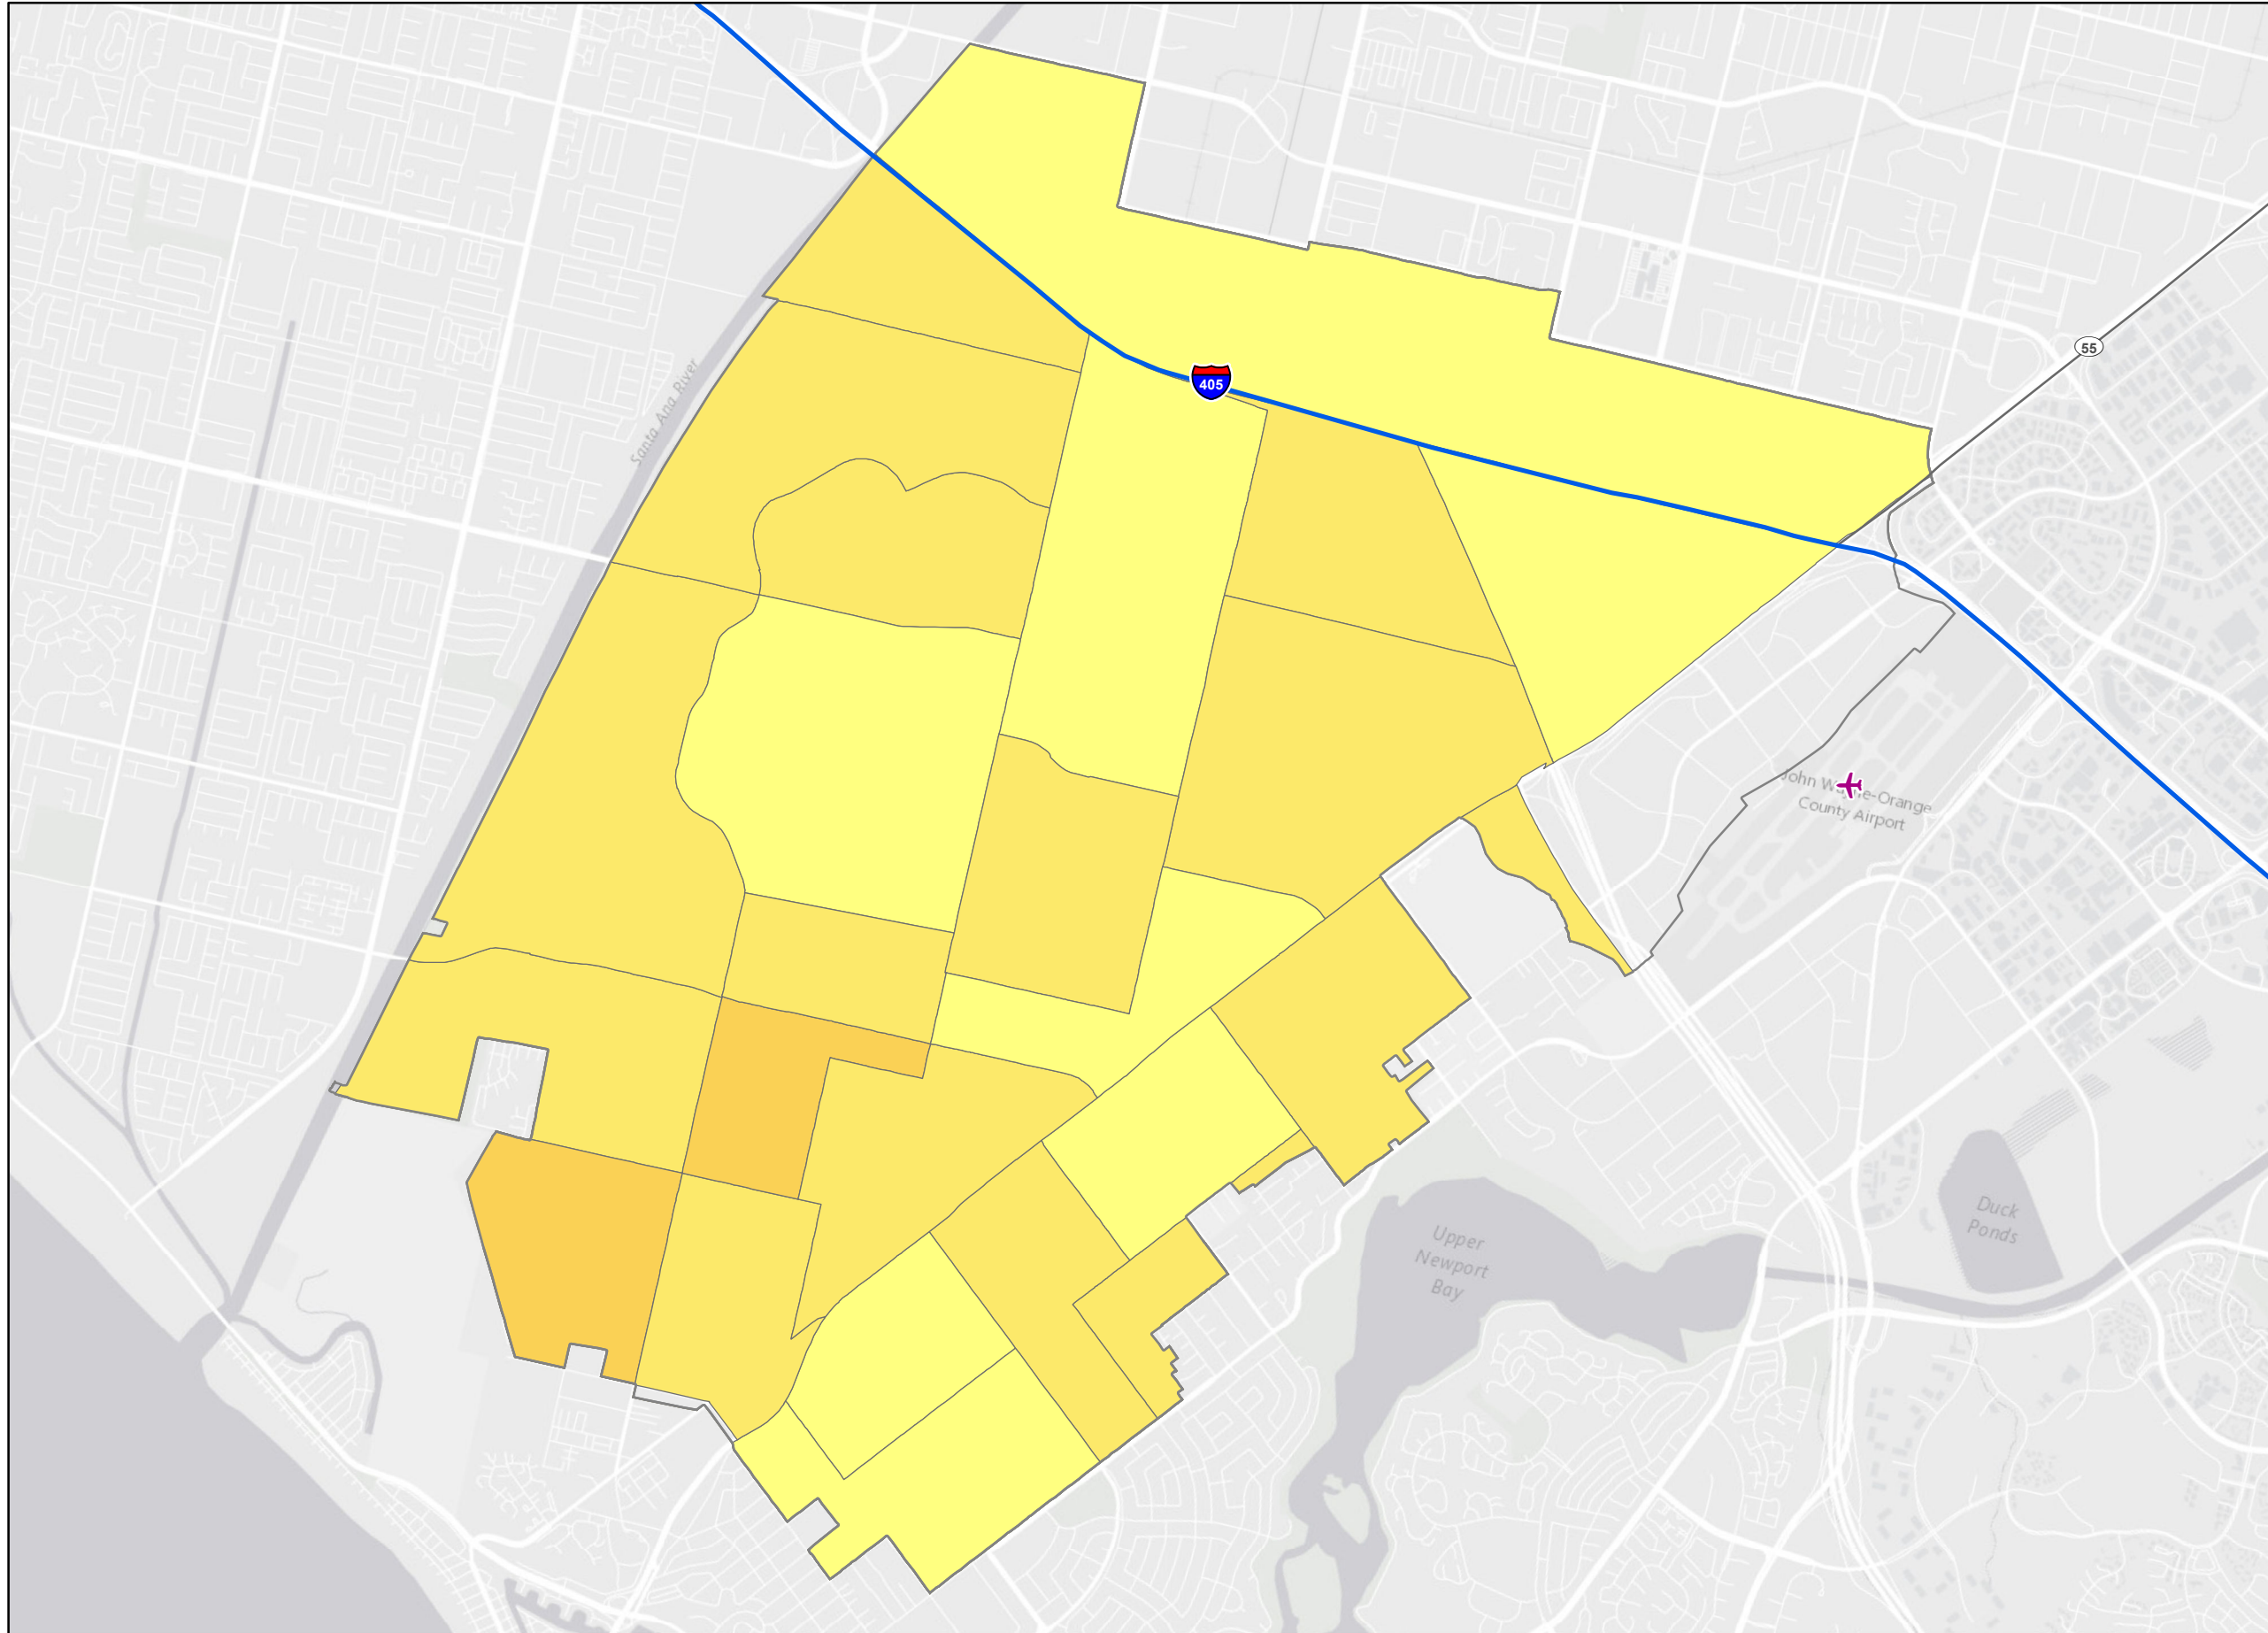 55
405
Santa Ana River
John Wayne-Orange
County Airport
Duck
Ponds
Upper
Newport
Bay